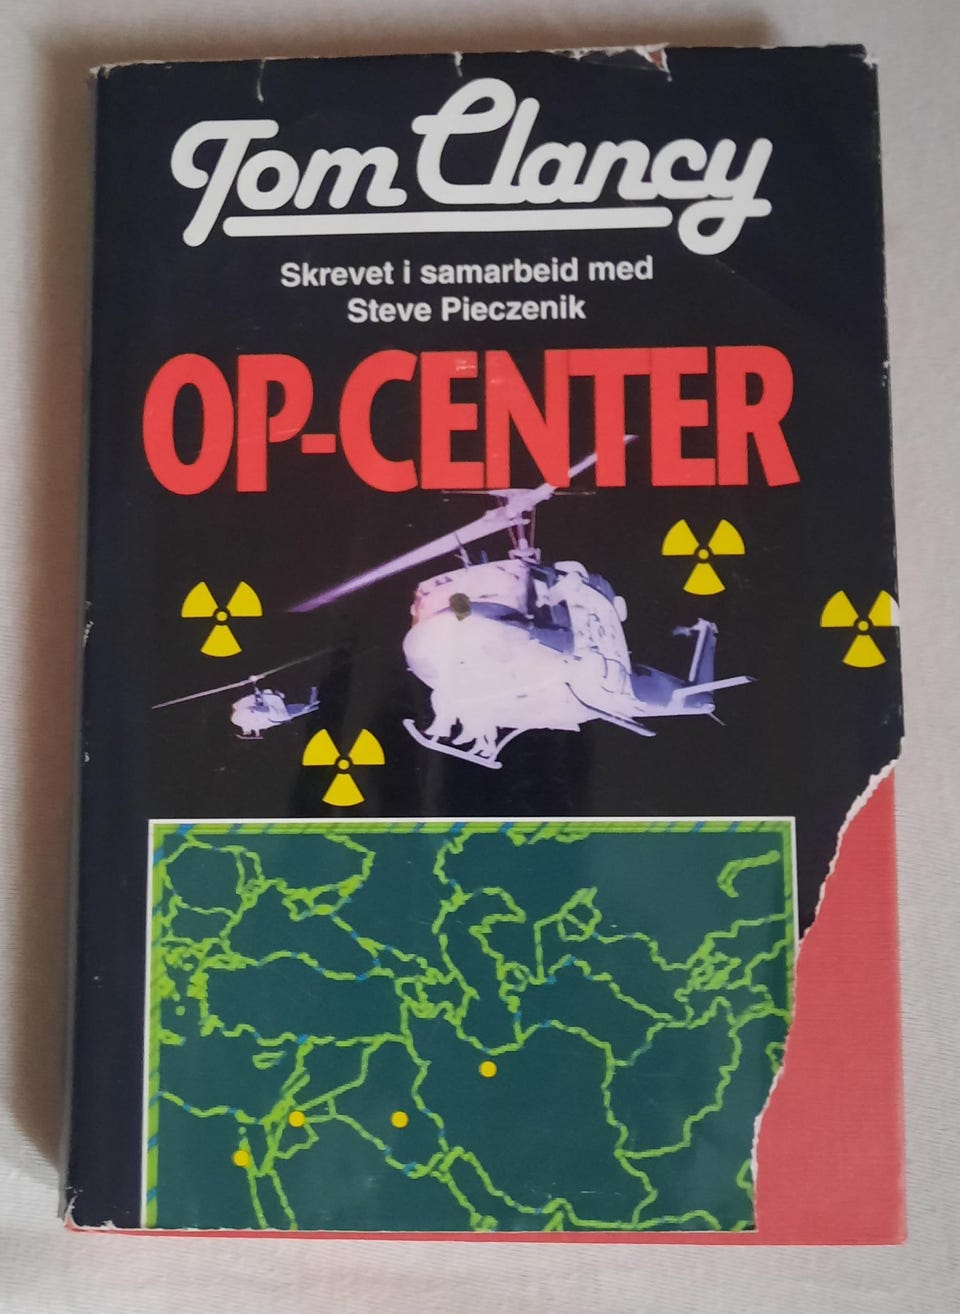 Tom Clancy
Skrevet i samarbeid med
Steve Pieczenik
OP-CENTER